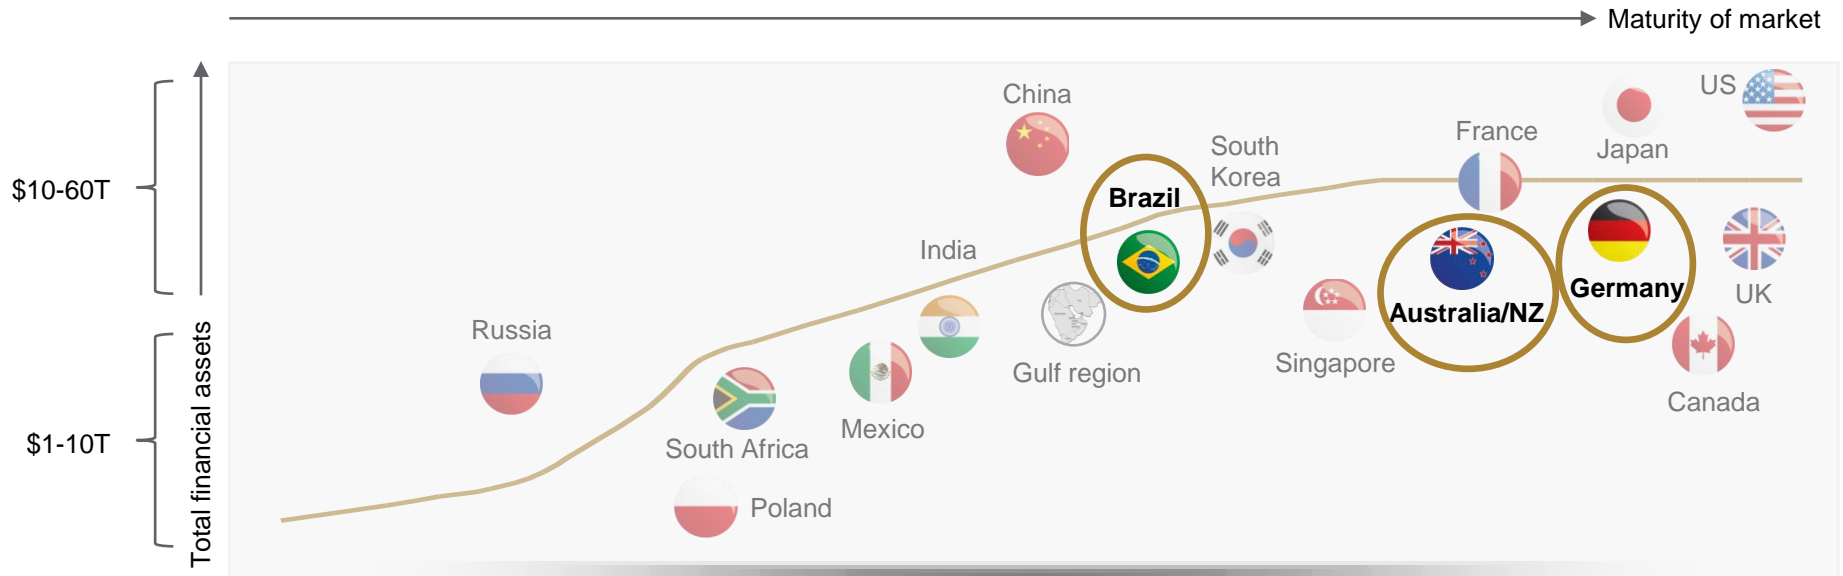 Maturity of market
US
China
France
Japan
South
Korea
$10-60T
Brazil
India
Germany
UK
Australia/NZ
Russia
Singapore
Gulf region
Canada
Mexico
South Africa
$1-10T
Poland
Total financial assets